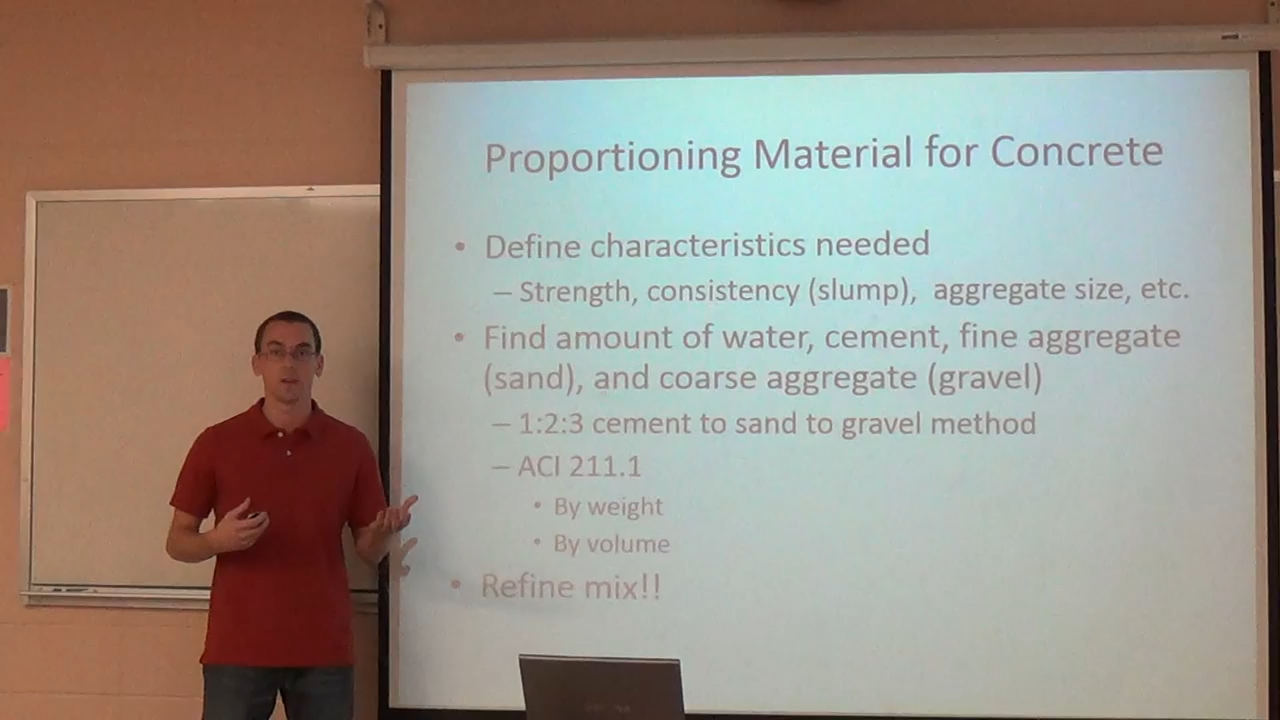 Proportioning Material for Concrete
• Define characteristics needed
– Strength, consistency (slump), aggregate size, etc.
• Find amount of water, cement, fine aggregate
(sand), and coarse aggregate (gravel)
– 1:2:3 cement to sand to gravel method
– ACI 211.1
• By weight
• By volume
• Refine mix!!